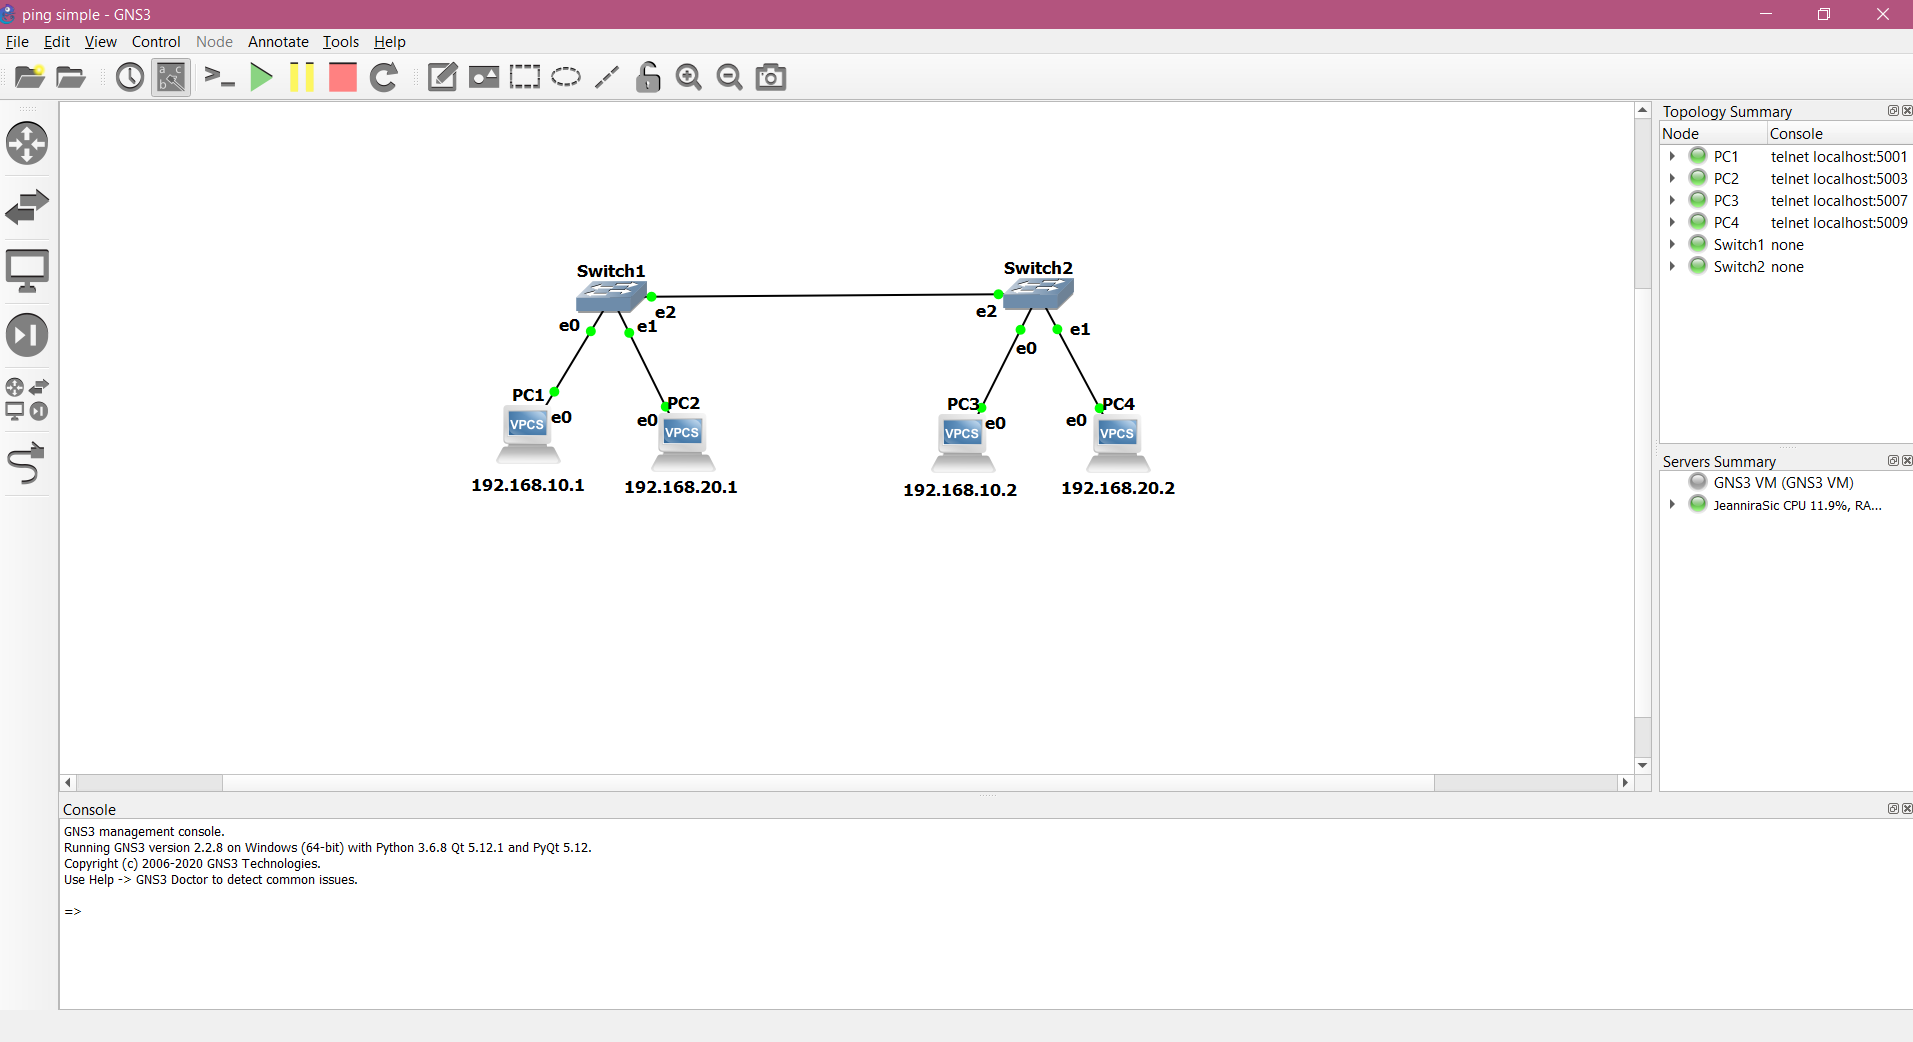 ping simple - GNS3
File Edit View Control Node Annotate Tools Help
Topology Summary
Node Console
PC1 telnet localhost:5001
PC2 telnet localhost:5003
PC3 telnet localhost:5007
PC4 telnet localhost:5009
Switch1 none
Switch2 none
Switch1
Switch2
e2
e2
e0
e1
e0
e1
PC1
e0
PC2
e0
PC3
e0
PC4
e0
VPCS
VPCS
VPCS
VPCS
192.168.10.1
192.168.20.1
192.168.10.2
192.168.20.2
Servers Summary
GNS3 VM (GNS3 VM)
JeanniraSic CPU 11.9%, RA...
Console
GNS3 management console.
Running GNS3 version 2.2.8 on Windows (64-bit) with Python 3.6.8 Qt 5.12.1 and PyQt 5.12.
Copyright (c) 2006-2020 GNS3 Technologies.
Use Help -> GNS3 Doctor to detect common issues.
=>